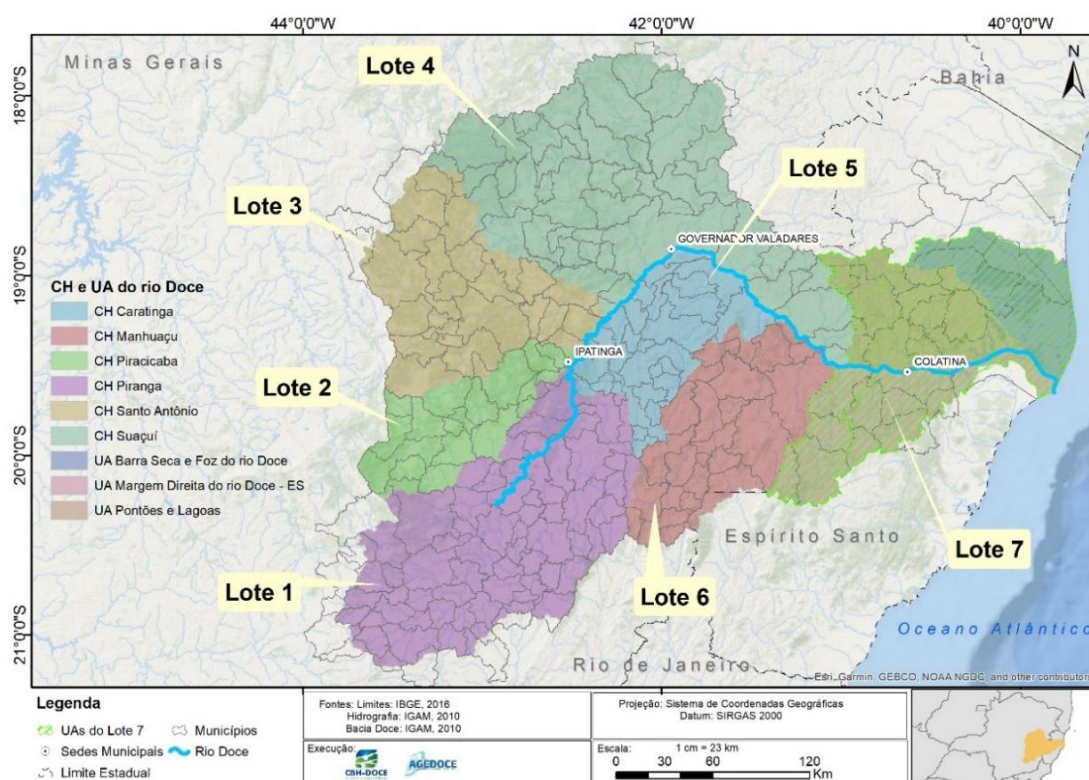 44°0'0"W 42°0'0"W 40°0'0"W
Minas Gerais
Lote 4
Bahia
N
18°0'0"S
Lote 5
Lote 3
GOVERNADOR VALADARES
19°0'0"S
CH e UA do rio Doce
CH Caratinga
CH Manhuaçu
CH Piracicaba
CH Piranga
CH Santo Antônio
CH Suaçuí
UA Barra Seca e Foz do rio Doce
UA Margem Direita do rio Doce - ES
UA Pontões e Lagoas
IPATINGA
COLATINA
Lote 2
20°0'0"S
Espírito Santo
Lote 7
Lote 1
Lote 6
21°0'0"S
Oceano Atlântico
Rio de Janeiro
Esri, Garmin, GEBCO, NOAA NGDC, and other contributors
Legenda
UAs do Lote 7
Municípios
Sedes Municipais
Rio Doce
Limite Estadual
Fontes: Limites: IBGE, 2016
Hidrografia: IGAM, 2010
Bacia Doce: IGAM, 2010
Execução:
CBH-DOCE
AGEDOCE
Projeção: Sistema de Coordenadas Geográficas
Datum: SIRGAS 2000
Escala: 1 cm = 23 km
0 15 30 60 90 120
Km